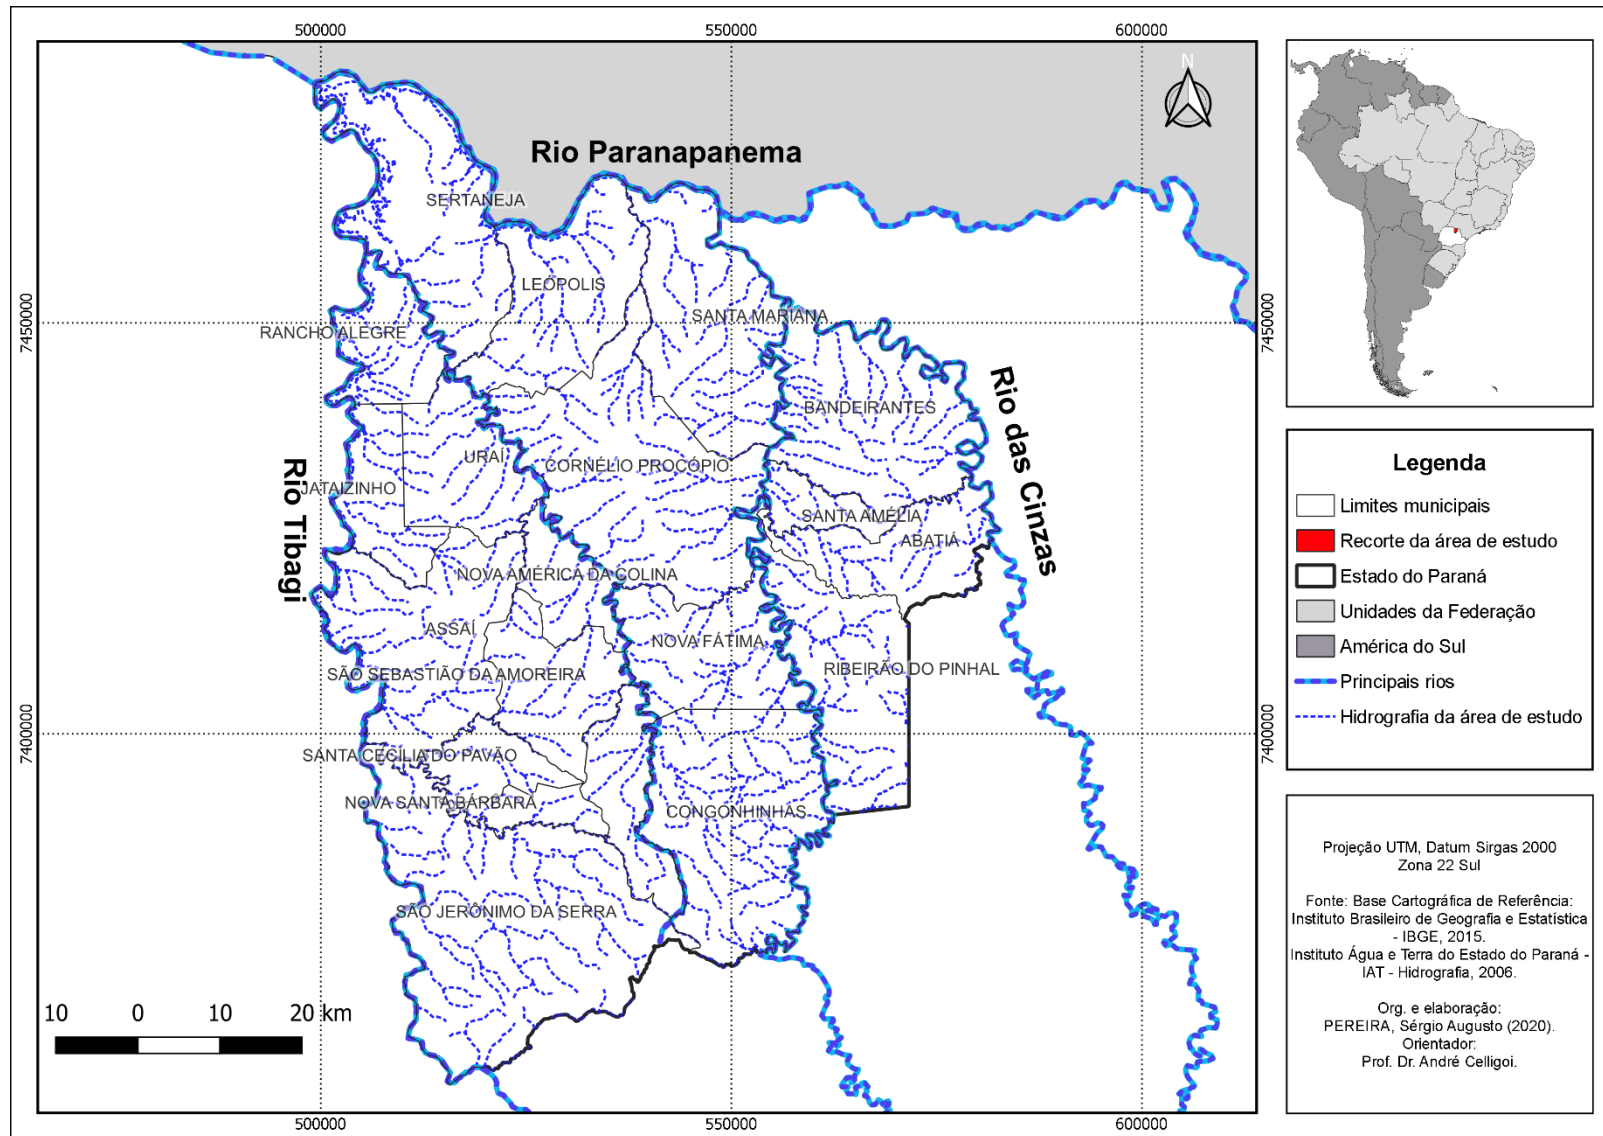 500000
550000
600000
N
Rio Paranapanema
SERTANEJA
LEÓPOLIS
SANTA MARIANA
RANCHO ALEGRE
7450000
7450000
BANDEIRANTES
Rio das Cinzas
URAÍ
CORNÉLIO PROCÓPIO
JATAIZINHO
Rio Tibagi
SANTA AMÉLIA
ABATIÁ
NOVA AMÉRICA DA COLINA
ASSAÍ
NOVA FÁTIMA
RIBEIRÃO DO PINHAL
SÃO SEBASTIÃO DA AMOREIRA
7400000
7400000
SANTA CECÍLIA DO PAVÃO
NOVA SANTA BÁRBARA
CONGONHINHAS
SÃO JERÔNIMO DA SERRA
10 0 10 20 km
500000
550000
600000
Legenda
Limites municipais
Recorte da área de estudo
Estado do Paraná
Unidades da Federação
América do Sul
Principais rios
Hidrografia da área de estudo
Projeção UTM, Datum Sirgas 2000
Zona 22 Sul
Fonte: Base Cartográfica de Referência:
Instituto Brasileiro de Geografia e Estatística
- IBGE, 2015.
Instituto Água e Terra do Estado do Paraná -
IAT - Hidrografia, 2006.
Org. e elaboração:
PEREIRA, Sérgio Augusto (2020).
Orientador:
Prof. Dr. André Celligoi.